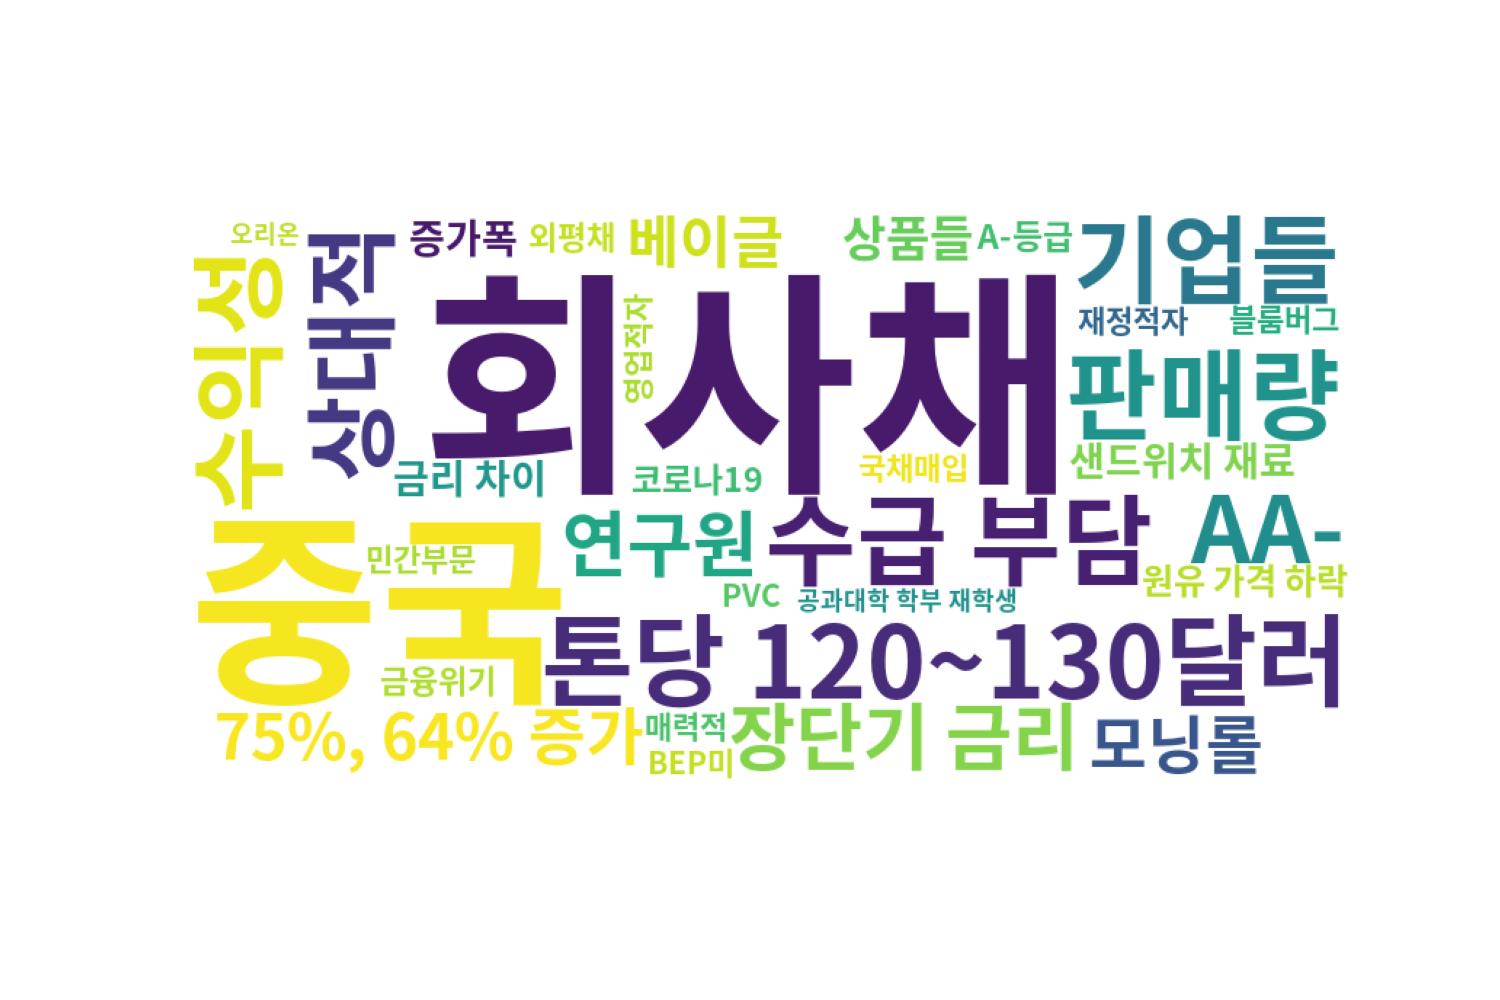 오리온
증가폭
외평채
베이글
상품들
A-등급
기업들
수익성
상대적
회사채
영업적자
재정적자
블룸버그
판매량
금리 차이
코로나19
국채매입
샌드위치 재료
중국
민간부문
연구원
수급 부담
AA-
원유 가격 하락
PVC
공과대학 학부 재학생
톤당 120~130달러
금융위기
75%, 64% 증가
매력적
BEP미
장단기 금리
모닝롤